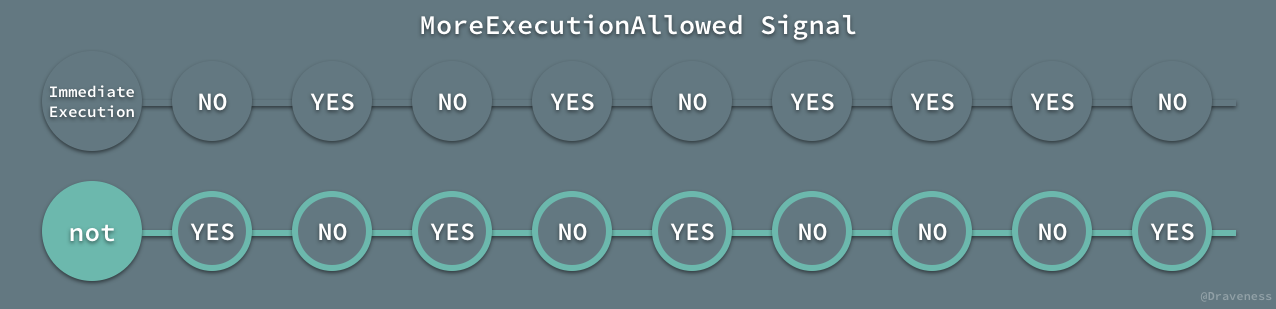 MoreExecutionAllowed Signal
Immediate
Execution
NO YES NO YES NO YES YES YES NO
not YES NO YES NO YES NO NO NO YES
@Draveness